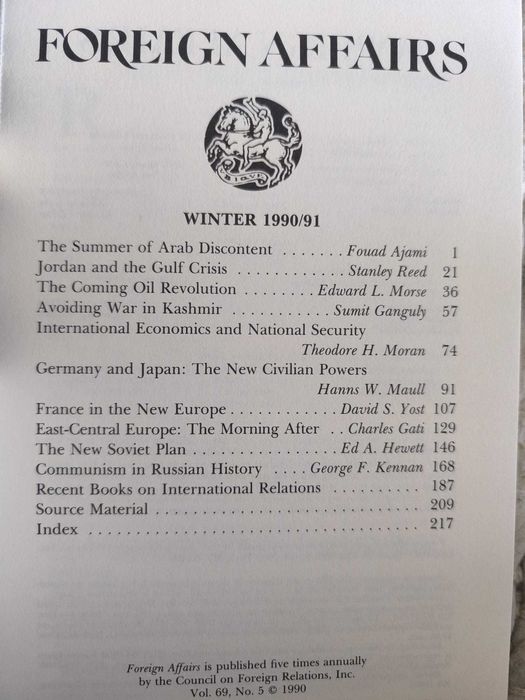 FOREIGN AFFAIRS
UBIQUE
WINTER 1990/91
The Summer of Arab Discontent ....... Fouad Ajami 1
Jordan and the Gulf Crisis ............ Stanley Reed 21
The Coming Oil Revolution ........ Edward L. Morse 36
Avoiding War in Kashmir ........... Sumit Ganguly 57
International Economics and National Security
Theodore H. Moran 74
Germany and Japan: The New Civilian Powers
Hanns W. Maull 91
France in the New Europe ............ David S. Yost 107
East-Central Europe: The Morning After .. Charles Gati 129
The New Soviet Plan ................ Ed A. Hewett 146
Communism in Russian History .... George F. Kennan 168
Recent Books on International Relations .......... 187
Source Material ............................. 209
Index .................................... 217
Foreign Affairs is published five times annually
by the Council on Foreign Relations, Inc.
Vol. 69, No. 5 © 1990